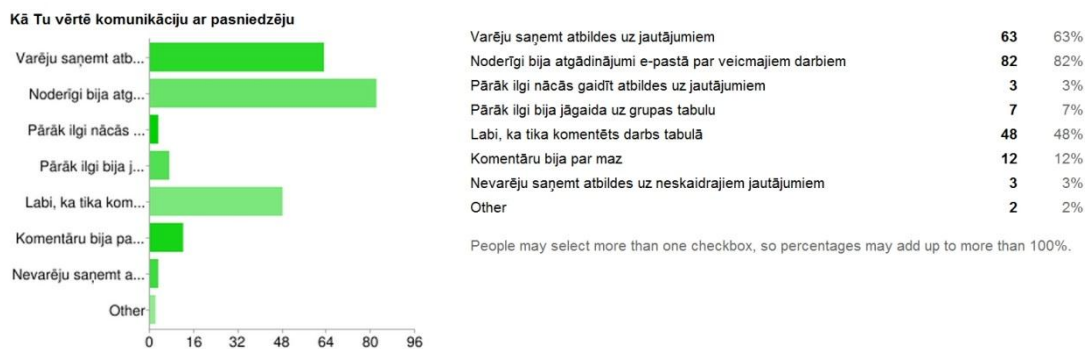 Kā Tu vērtē komunikāciju ar pasniedzēju
Varēju saņemt atb...
Noderīgi bija atg...
Pārāk ilgi nācās ...
Pārāk ilgi bija j...
Labi, ka tika kom...
Komentāru bija pa...
Nevarēju saņemt a...
Other
0 16 32 48 64 80 96
Varēju saņemt atbildes uz jautājumiem 63 63%
Noderīgi bija atgādinājumi e-pastā par veicmajiem darbiem 82 82%
Pārāk ilgi nācās gaidīt atbildes uz jautājumiem 3 3%
Pārāk ilgi bija jāgaida uz grupas tabulu 7 7%
Labi, ka tika komentēts darbs tabulā 48 48%
Komentāru bija par maz 12 12%
Nevarēju saņemt atbildes uz neskaidrajiem jautājumiem 3 3%
Other 2 2%
People may select more than one checkbox, so percentages may add up to more than 100%.